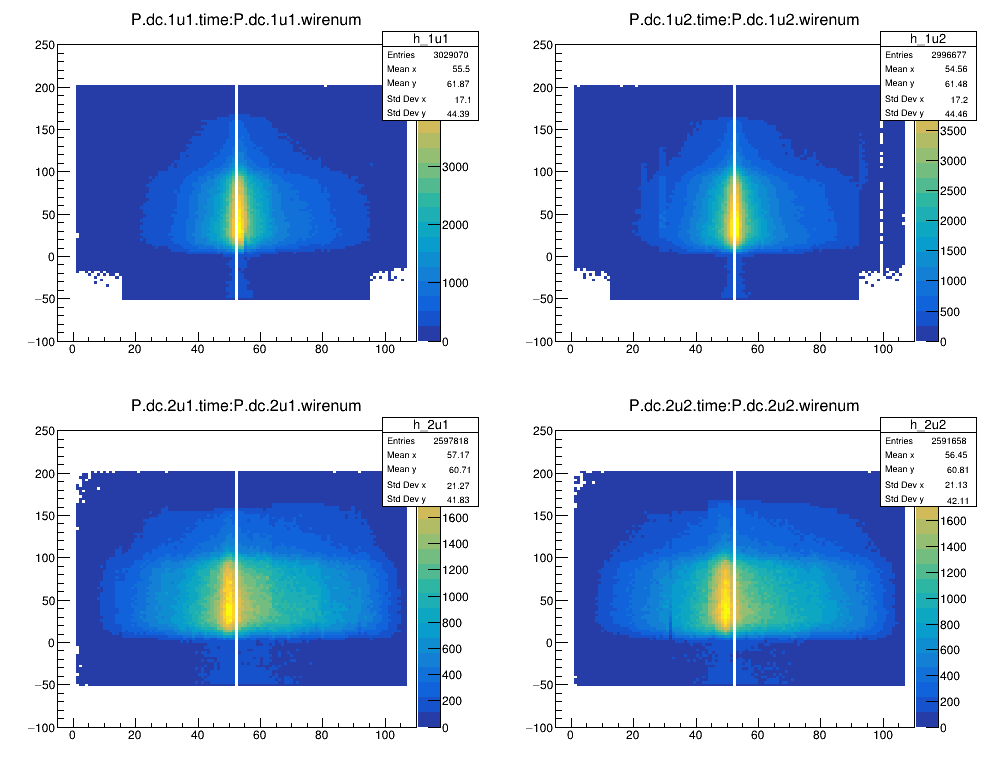 P.dc.1u1.time:P.dc.1u1.wirenum
h_1u1
Entries 3029070
Mean x 55.5
Mean y 61.87
Std Dev x 17.1
Std Dev y 44.39
250
200
150
100
50
0
−50
−100
0 20 40 60 80 100
3000
2000
1000
0
P.dc.1u2.time:P.dc.1u2.wirenum
h_1u2
Entries 2996677
Mean x 54.56
Mean y 61.48
Std Dev x 17.2
Std Dev y 44.46
250
200
150
100
50
0
−50
−100
0 20 40 60 80 100
3500
3000
2500
2000
1500
1000
500
0
P.dc.2u1.time:P.dc.2u1.wirenum
h_2u1
Entries 2597818
Mean x 57.17
Mean y 60.71
Std Dev x 21.27
Std Dev y 41.83
250
200
150
100
50
0
−50
−100
0 20 40 60 80 100
1600
1400
1200
1000
800
600
400
200
0
P.dc.2u2.time:P.dc.2u2.wirenum
h_2u2
Entries 2591658
Mean x 56.45
Mean y 60.81
Std Dev x 21.13
Std Dev y 42.11
250
200
150
100
50
0
−50
−100
0 20 40 60 80 100
1600
1400
1200
1000
800
600
400
200
0